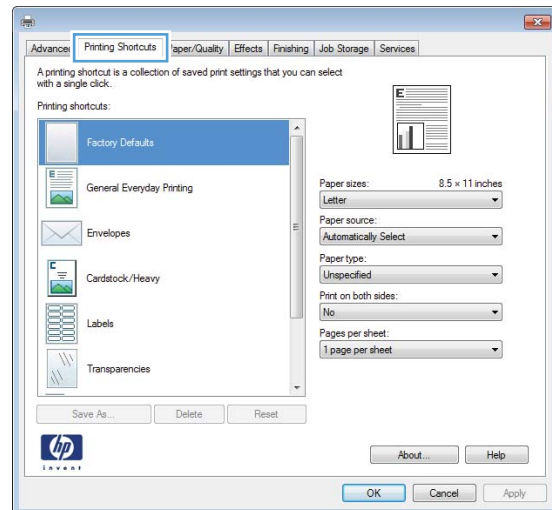 Advanced
Printing Shortcuts
Paper/Quality
Effects
Finishing
Job Storage
Services
A printing shortcut is a collection of saved print settings that you can select
with a single click.
Printing shortcuts:
Factory Defaults
E
General Everyday Printing
Envelopes
E
Cardstock/Heavy
Labels
Transparencies
Save As...
Delete
Reset
E
Paper sizes:
8.5 × 11 inches
Letter
Paper source:
Automatically Select
Paper type:
Unspecified
Print on both sides:
No
Pages per sheet:
1 page per sheet
hp
invent
About...
Help
OK
Cancel
Apply